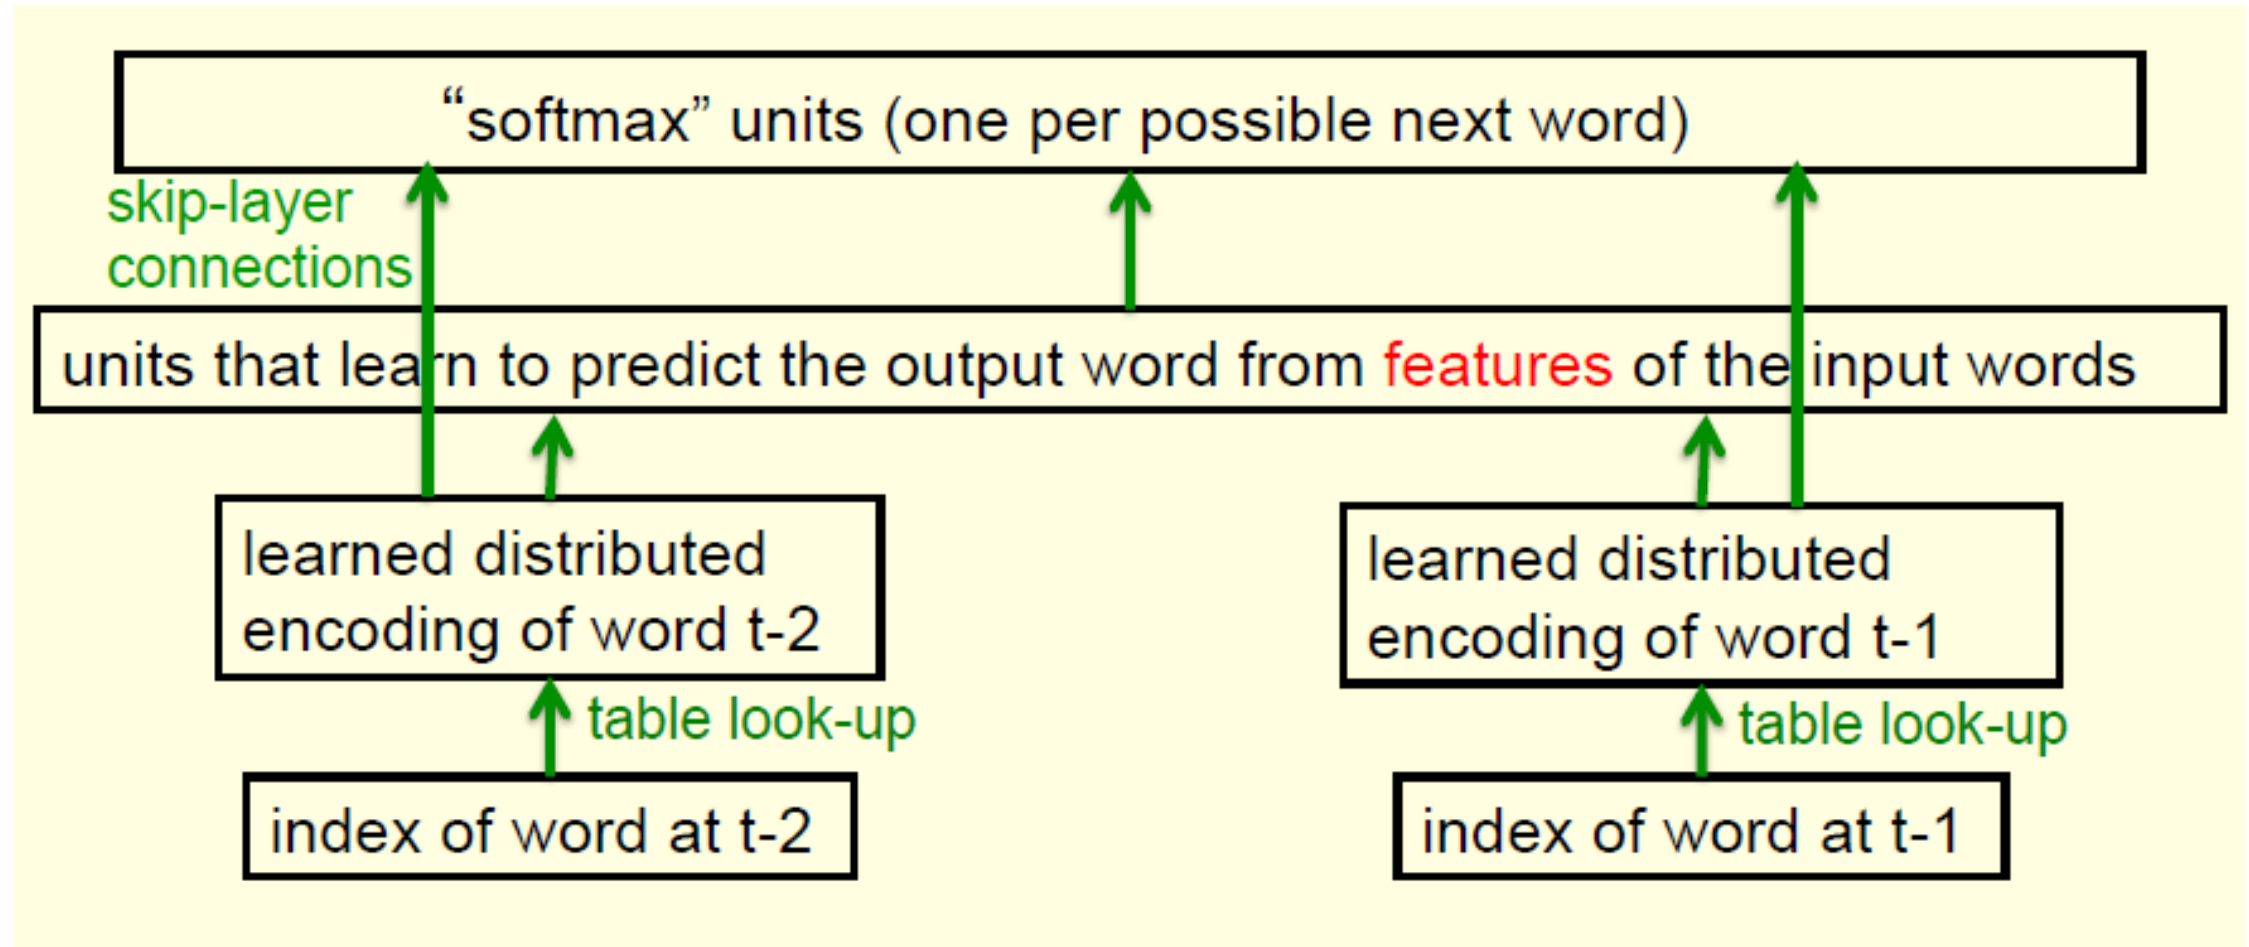 “softmax” units (one per possible next word)
skip-layer
connections
units that learn to predict the output word from features of the input words
learned distributed
encoding of word t-2
learned distributed
encoding of word t-1
table look-up
table look-up
index of word at t-2
index of word at t-1